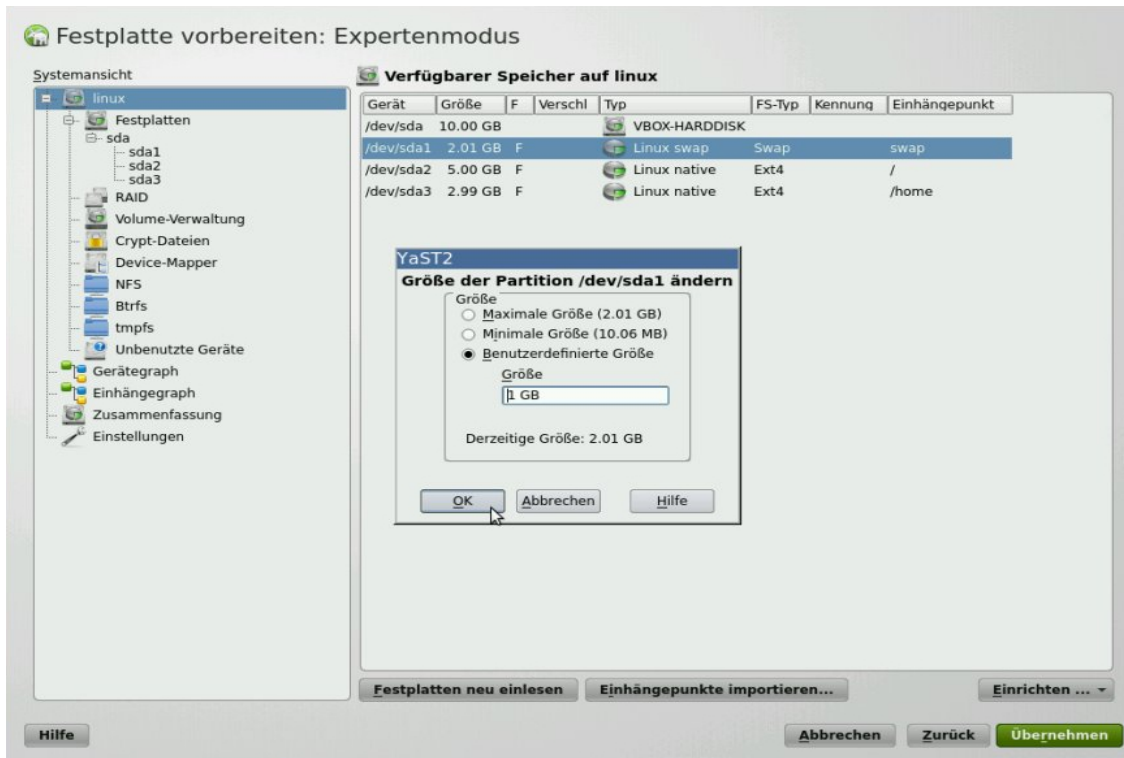 Festplatte vorbereiten: Expertenmodus
Systemansicht
linux
Festplatten
sda
sda1
sda2
sda3
RAID
Volume-Verwaltung
Crypt-Dateien
Device-Mapper
NFS
Btrfs
tmpfs
Unbenutzte Geräte
Gerätegraph
Einhängegraph
Zusammenfassung
Einstellungen
Verfügbarer Speicher auf linux
Gerät Größe F Verschl Typ FS-Typ Kennung Einhängepunkt
/dev/sda 10.00 GB VBOX-HARDDISK
/dev/sda1 2.01 GB F Linux swap Swap swap
/dev/sda2 5.00 GB F Linux native Ext4 /
/dev/sda3 2.99 GB F Linux native Ext4 /home
YaST2
Größe der Partition /dev/sda1 ändern
Größe
Maximale Größe (2.01 GB)
Minimale Größe (10.06 MB)
Benutzerdefinierte Größe
Größe
1 GB
Derzeitige Größe: 2.01 GB
OK Abbrechen Hilfe
Festplatten neu einlesen Einhängepunkte importieren... Einrichten ...
Hilfe Abbrechen Zurück Übernehmen